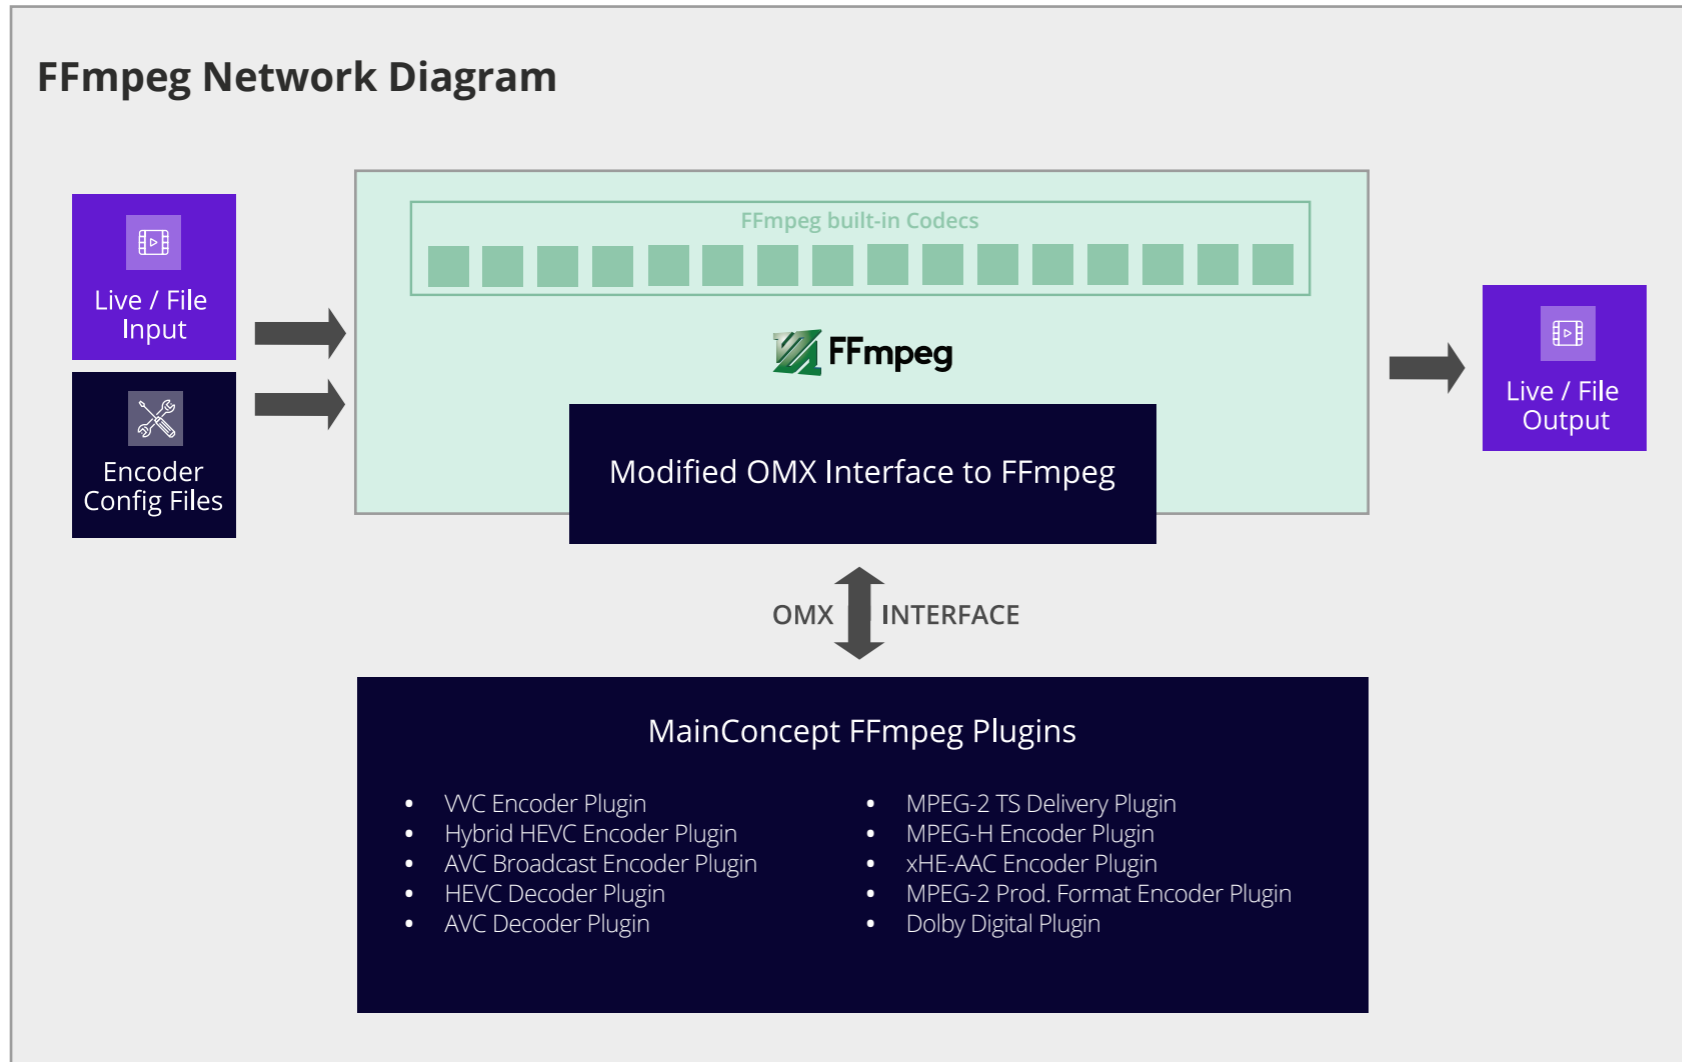 FFmpeg Network Diagram
Live / File
Input
Encoder
Config Files
FFmpeg built-in Codecs
FFmpeg
Modified OMX Interface to FFmpeg
Live / File
Output
OMX INTERFACE
MainConcept FFmpeg Plugins
• VVC Encoder Plugin
• Hybrid HEVC Encoder Plugin
• AVC Broadcast Encoder Plugin
• HEVC Decoder Plugin
• AVC Decoder Plugin
• MPEG-2 TS Delivery Plugin
• MPEG-H Encoder Plugin
• xHE-AAC Encoder Plugin
• MPEG-2 Prod. Format Encoder Plugin
• Dolby Digital Plugin